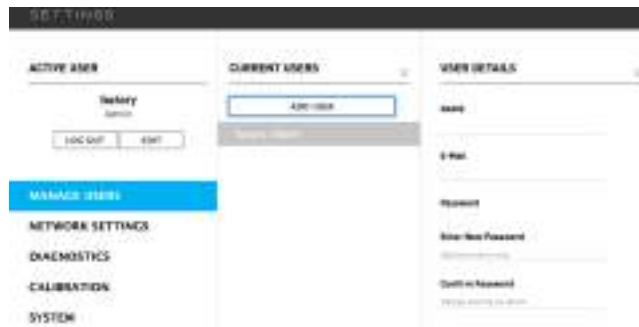 SETTINGS
ACTIVE USER
factory
Admin
LOG OUT
EDIT
MANAGE USERS
NETWORK SETTINGS
DIAGNOSTICS
CALIBRATION
SYSTEM
CURRENT USERS
ADD USER
USER DETAILS
NAME
E-Mail
Password
Enter New Password
Confirm Password